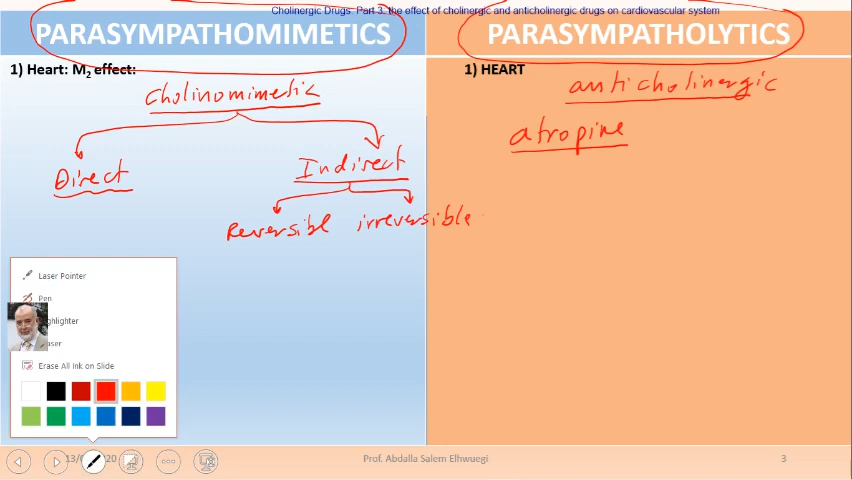 Cholinergic Drugs: Part 3: the effect of cholinergic and anticholinergic drugs on cardiovascular system
PARASYMPATHOMIMETICS
1) Heart: M2 effect:
Cholinomimetic
Direct
Indirect
Reversible irreversible
PARASYMPATHOLYTICS
1) HEART
anticholinergic
atropine
Laser Pointer
Pen
Erase All Ink on Slide
Prof. Abdalla Salem Elhwuegi
3